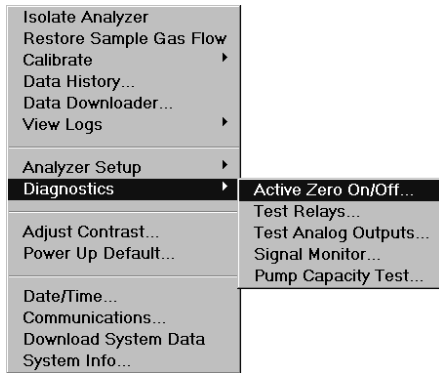 Isolate Analyzer
Restore Sample Gas Flow
Calibrate
Data History...
Data Downloader...
View Logs
Analyzer Setup
Diagnostics
Active Zero On/Off...
Test Relays...
Test Analog Outputs...
Signal Monitor...
Pump Capacity Test...
Adjust Contrast...
Power Up Default...
Date/Time...
Communications...
Download System Data
System Info...